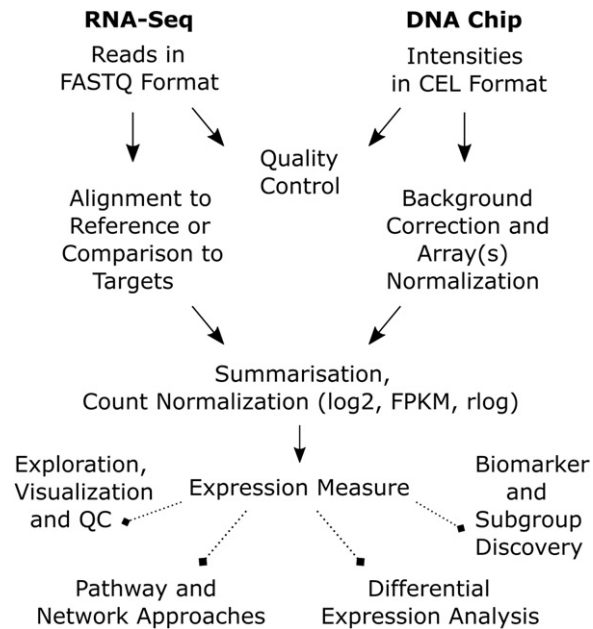 RNA-Seq
Reads in
FASTQ Format
DNA Chip
Intensities
in CEL Format
Quality
Control
Alignment to
Reference or
Comparison to
Targets
Background
Correction and
Array(s)
Normalization
Summarisation,
Count Normalization (log2, FPKM, rlog)
Exploration,
Visualization
and QC
Expression Measure
Biomarker
and
Subgroup
Discovery
Pathway and
Network Approaches
Differential
Expression Analysis